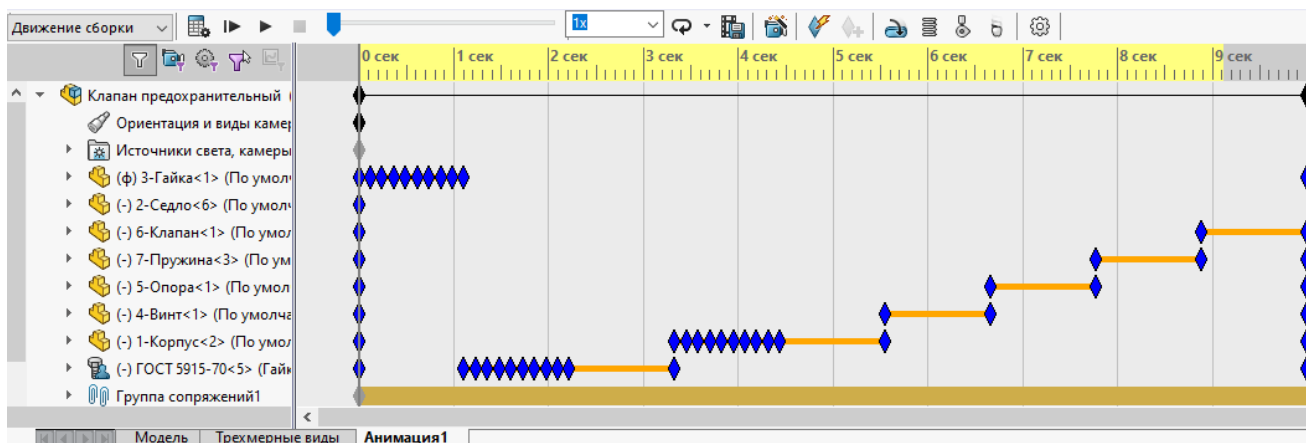 Движение сборки
1x
0 сек 1 сек 2 сек 3 сек 4 сек 5 сек 6 сек 7 сек 8 сек 9 сек
Клапан предохранительный (
Ориентация и виды камер
Источники света, камеры
(ф) 3-Гайка<1> (По умолч
(-) 2-Седло<6> (По умолч
(-) 6-Клапан<1> (По умол
(-) 7-Пружина<3> (По ум
(-) 5-Опора<1> (По умол
(-) 4-Винт<1> (По умолча
(-) 1-Корпус<2> (По умол
(-) ГОСТ 5915-70<5> (Гайк
Группа сопряжений1
Модель Трехмерные виды Анимация1